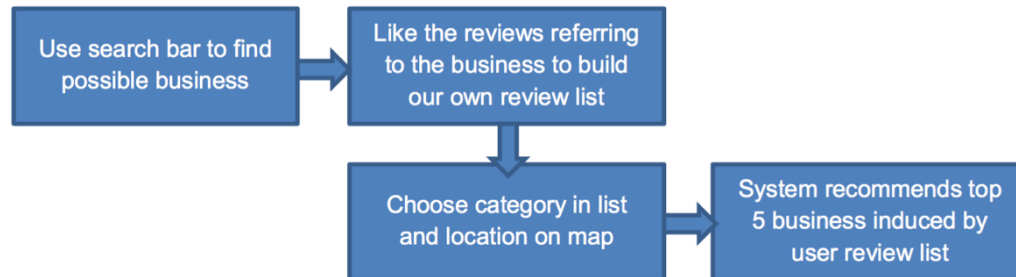 Use search bar to find
possible business
Like the reviews referring
to the business to build
our own review list
Choose category in list
and location on map
System recommends top
5 business induced by
user review list